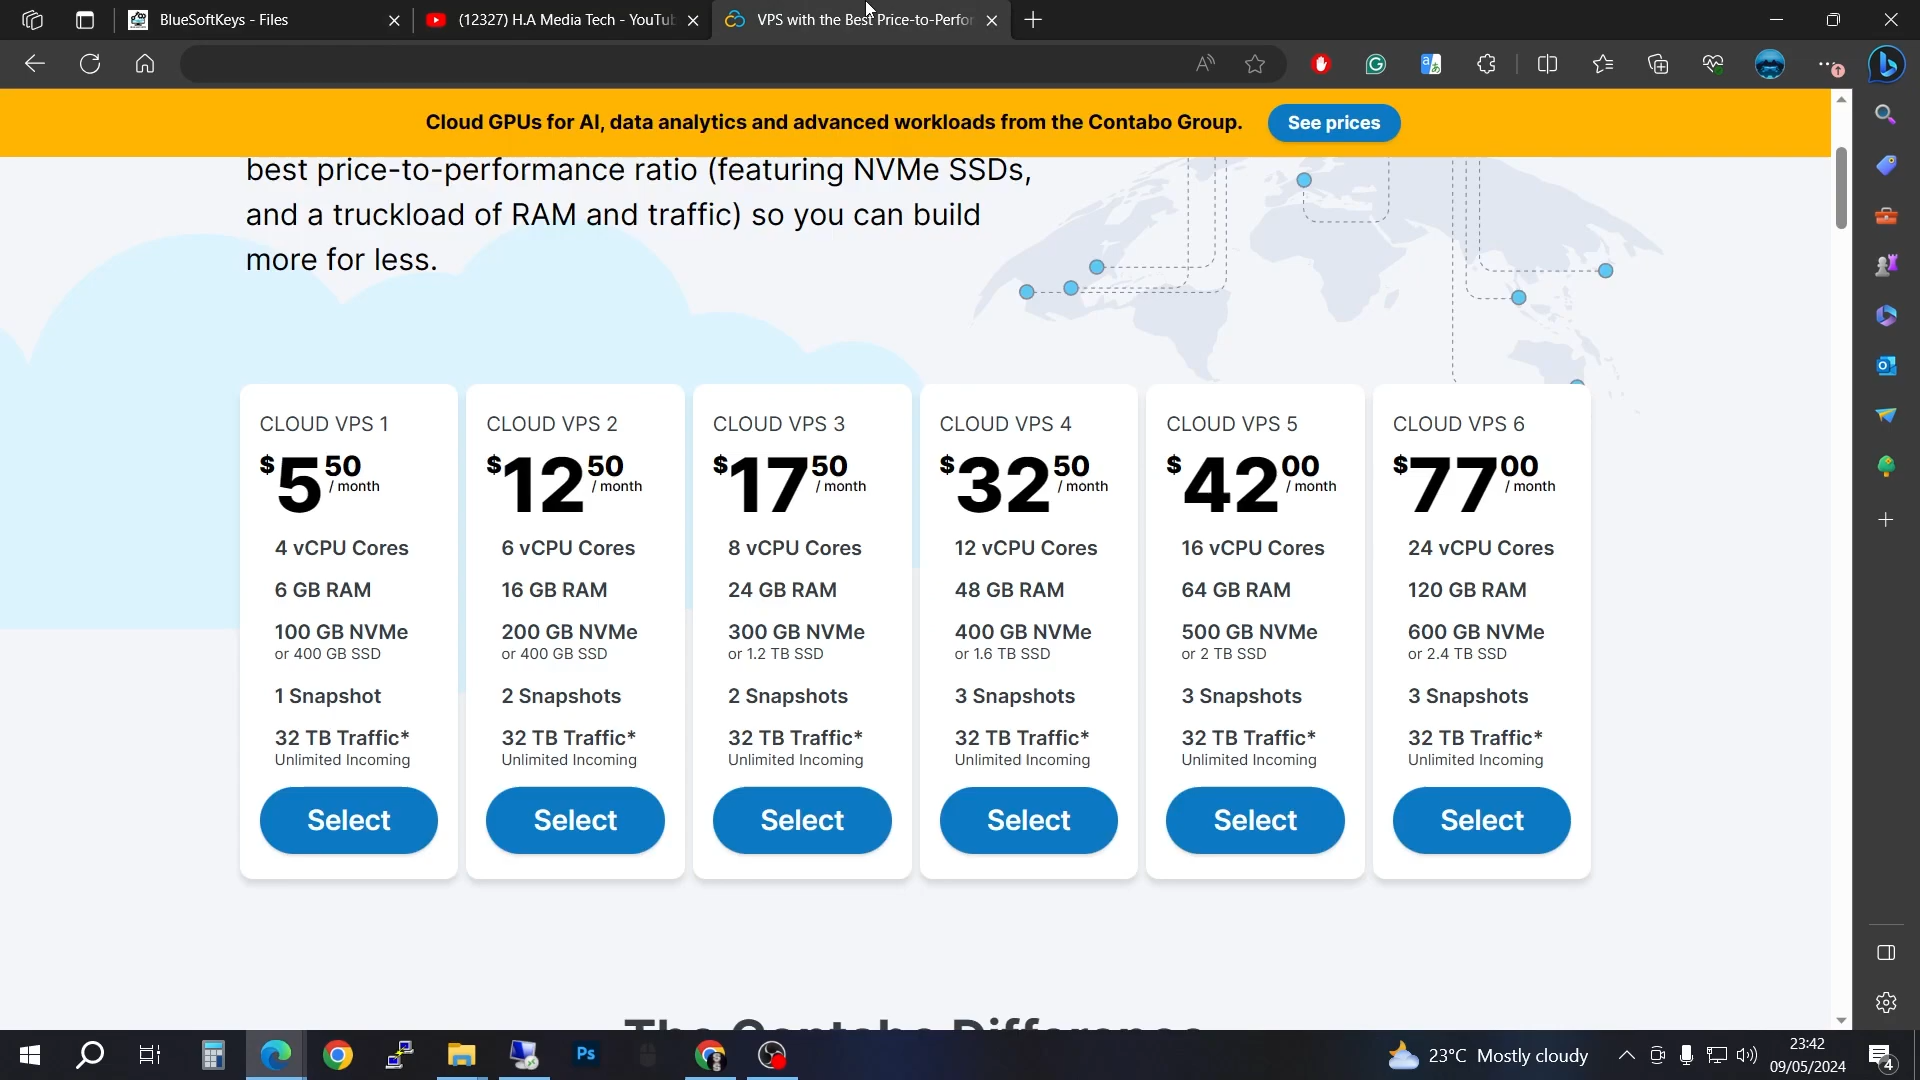 BlueSoftKeys - Files
(12327) H.A Media Tech - YouTu
VPS with the Best Price-to-Perfor
Cloud GPUs for AI, data analytics and advanced workloads from the Contabo Group.
See prices
best price-to-performance ratio (featuring NVMe SSDs,
and a truckload of RAM and traffic) so you can build
more for less.
CLOUD VPS 1
$5 50 / month
4 vCPU Cores
6 GB RAM
100 GB NVMe
or 400 GB SSD
1 Snapshot
32 TB Traffic*
Unlimited Incoming
Select
CLOUD VPS 2
$12 50 / month
6 vCPU Cores
16 GB RAM
200 GB NVMe
or 400 GB SSD
2 Snapshots
32 TB Traffic*
Unlimited Incoming
Select
CLOUD VPS 3
$17 50 / month
8 vCPU Cores
24 GB RAM
300 GB NVMe
or 1.2 TB SSD
2 Snapshots
32 TB Traffic*
Unlimited Incoming
Select
CLOUD VPS 4
$32 50 / month
12 vCPU Cores
48 GB RAM
400 GB NVMe
or 1.6 TB SSD
3 Snapshots
32 TB Traffic*
Unlimited Incoming
Select
CLOUD VPS 5
$42 00 / month
16 vCPU Cores
64 GB RAM
500 GB NVMe
or 2 TB SSD
3 Snapshots
32 TB Traffic*
Unlimited Incoming
Select
CLOUD VPS 6
$77 00 / month
24 vCPU Cores
120 GB RAM
600 GB NVMe
or 2.4 TB SSD
3 Snapshots
32 TB Traffic*
Unlimited Incoming
Select
The Contabo Difference
Ps
23°C Mostly cloudy
23:42
09/05/2024
4